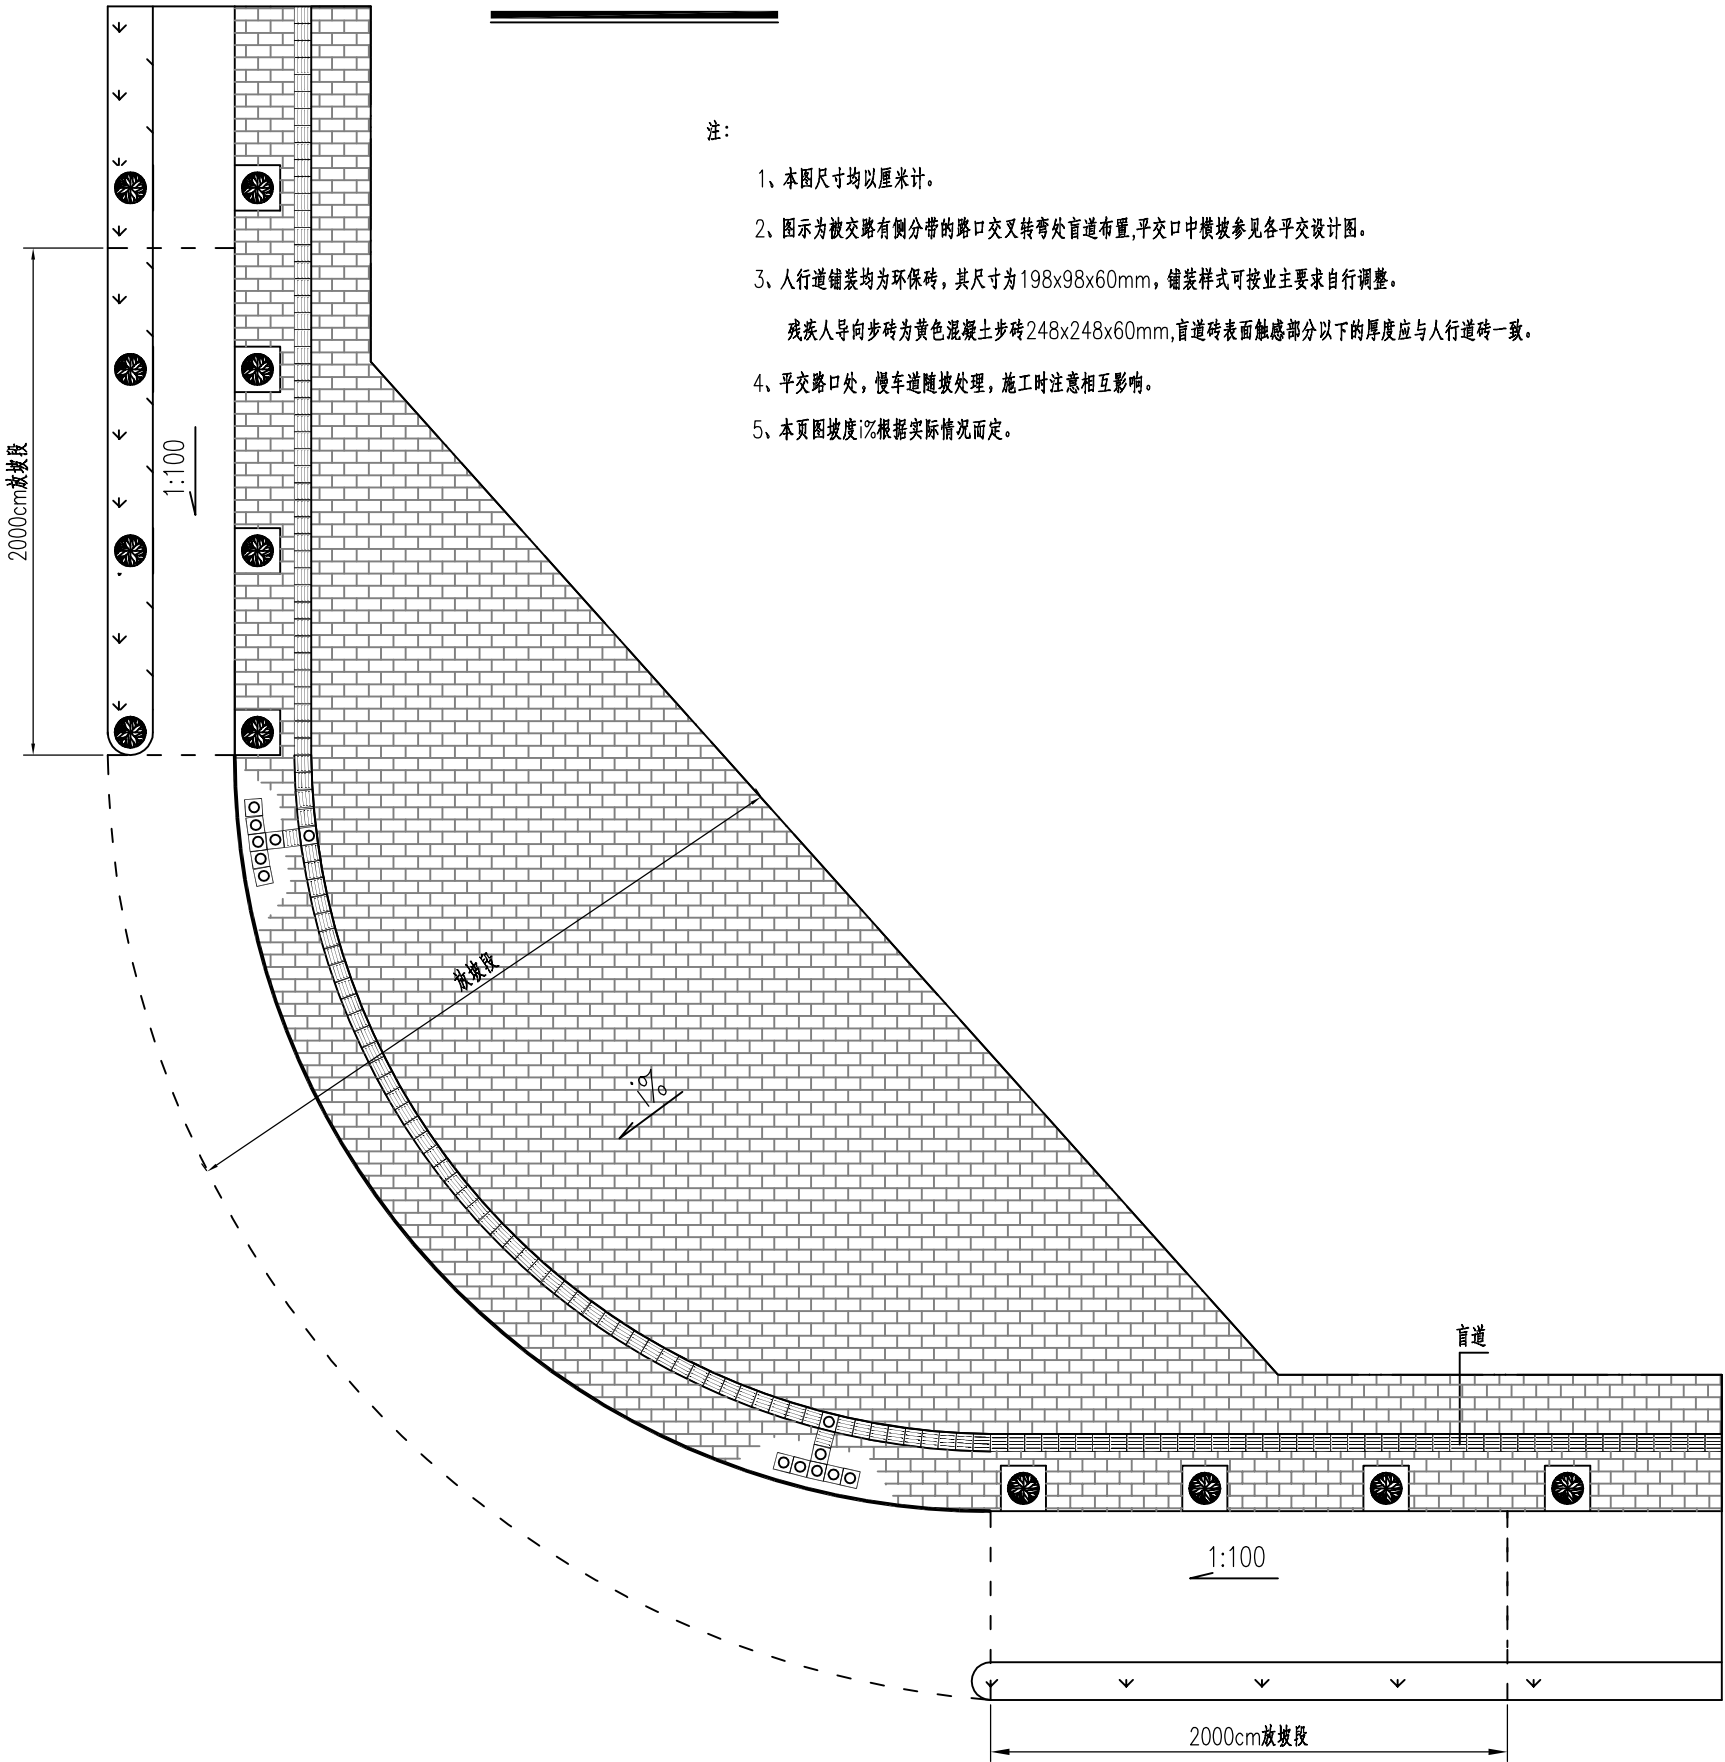 注：
1、本图尺寸均以厘米计。
2、图示为被交路有侧分带的路口交叉转弯处盲道布置,平交口中横坡参见各平交设计图。
3、人行道铺装均为环保砖，其尺寸为198x98x60mm，铺装样式可按业主要求自行调整。
残疾人导向步砖为黄色混凝土步砖248x248x60mm,盲道砖表面触感部分以下的厚度应与人行道砖一致。
4、平交路口处，慢车道随坡处理，施工时注意相互影响。
5、本页图坡度i%根据实际情况而定。
2000cm放坡段
1:100
放坡段
i%
盲道
1:100
2000cm放坡段